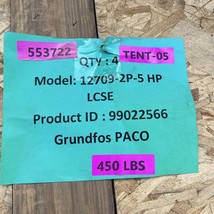 553722 TENT-05
QTY : 4
Model: 12709-2P-5 HP
LCSE
Product ID : 99022566
Grundfos PACO
450 LBS